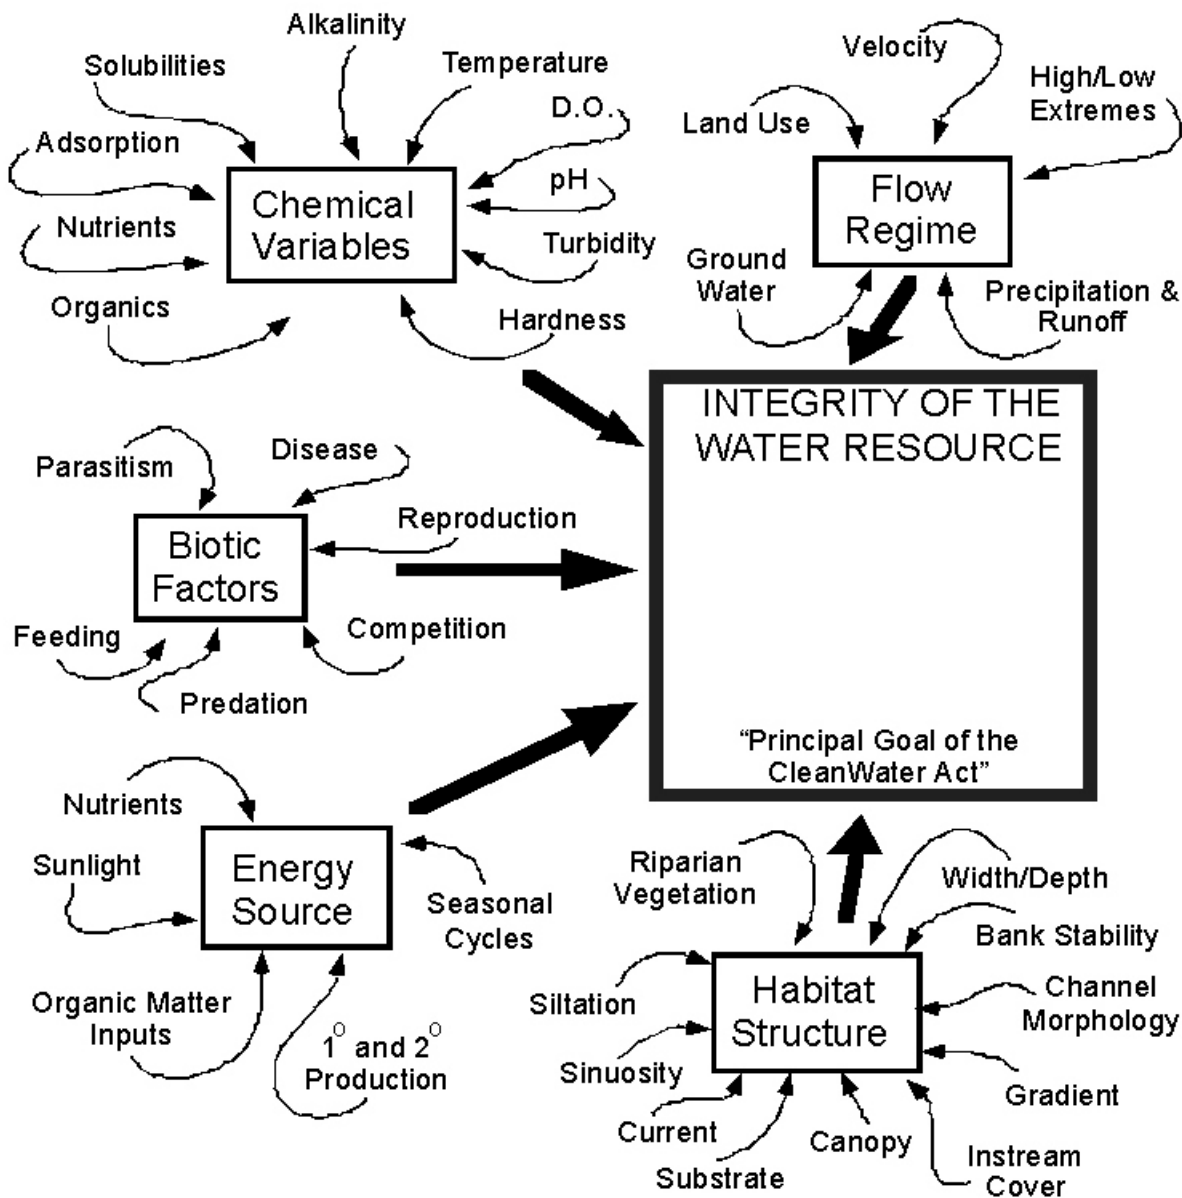 Alkalinity
Solubilities
Temperature
Adsorption
D.O.
pH
Nutrients
Turbidity
Organics
Hardness
Chemical
Variables
Velocity
High/Low
Extremes
Land Use
Flow
Regime
Ground
Water
Precipitation &
Runoff
INTEGRITY OF THE
WATER RESOURCE
“Principal Goal of the
CleanWater Act”
Parasitism
Disease
Reproduction
Biotic
Factors
Feeding
Competition
Predation
Nutrients
Sunlight
Energy
Source
Seasonal
Cycles
Organic Matter
Inputs
1° and 2°
Production
Riparian
Vegetation
Width/Depth
Bank Stability
Siltation
Habitat
Structure
Channel
Morphology
Sinuosity
Gradient
Current
Canopy
Substrate
Instream
Cover